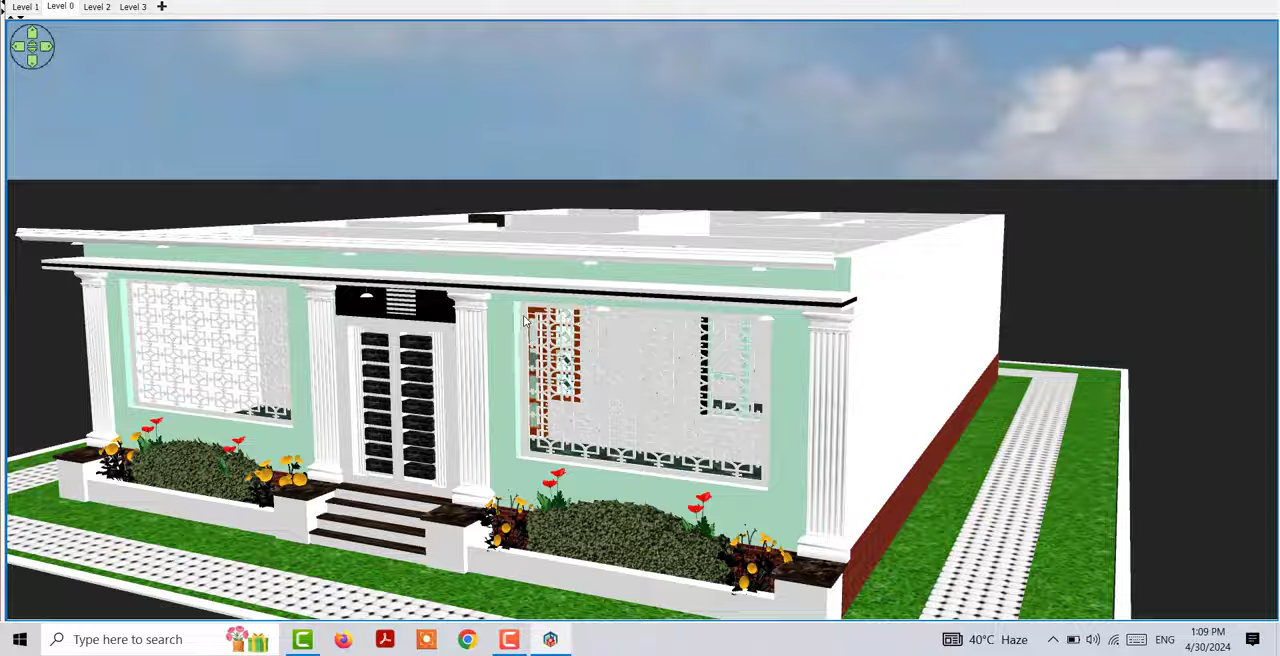 Level 1 Level 0 Level 2 Level 3
Type here to search
40°C Haze
ENG
1:09 PM
4/30/2024